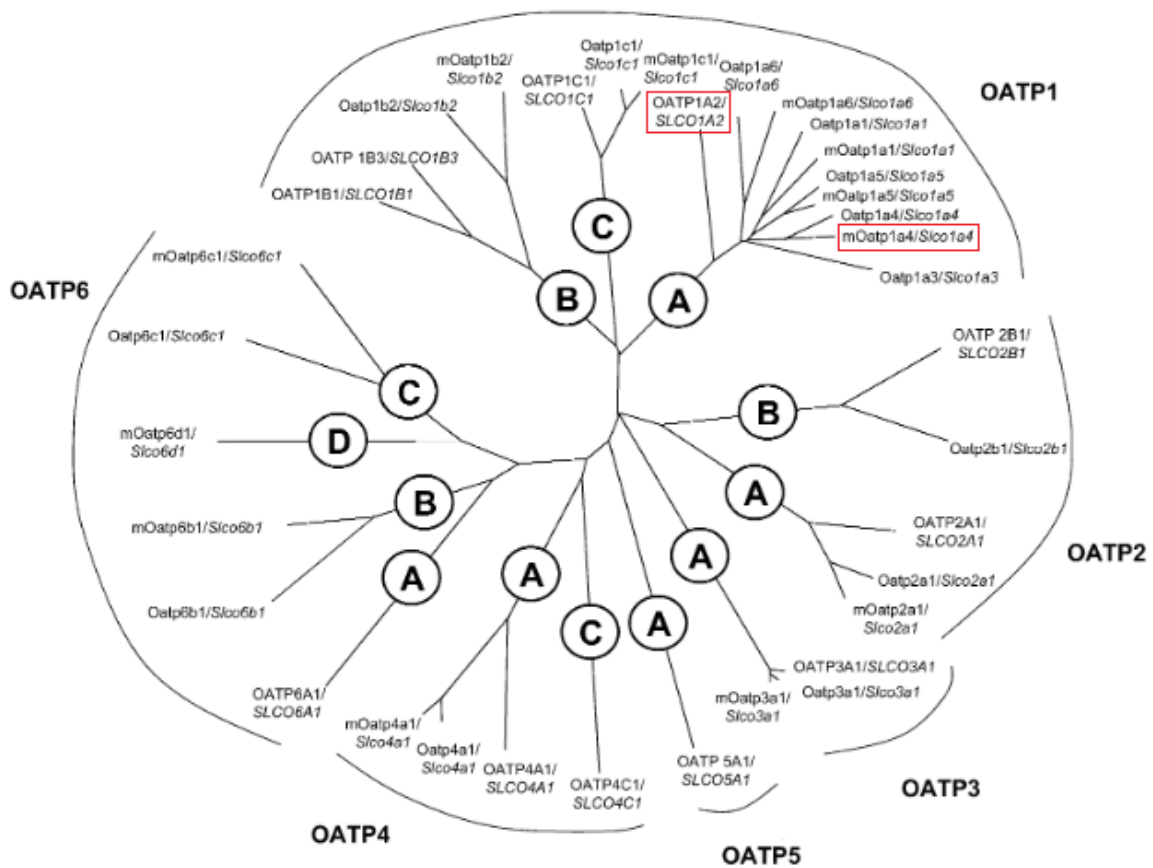 Oatp1c1/
Slco1c1
mOatp1c1/
Slco1c1
mOatp1b2/
Slco1b2
OATP1C1/
SLCO1C1
Oatp1a6/
Slco1a6
OATP1
Oatp1b2/Slco1b2
OATP1A2/
SLCO1A2
mOatp1a6/Slco1a6
Oatp1a1/Slco1a1
mOatp1a1/Slco1a1
OATP 1B3/SLCO1B3
Oatp1a5/Slco1a5
OATP1B1/SLCO1B1
mOatp1a5/Slco1a5
Oatp1a4/Slco1a4
C
mOatp1a4/Slco1a4
mOatp6c1/Slco6c1
Oatp1a3/Slco1a3
OATP6
B
A
Oatp6c1/Slco6c1
OATP 2B1/
SLCO2B1
C
B
mOatp6d1/
Slco6d1
D
Oatp2b1/Slco2b1
A
B
mOatp6b1/Slco6b1
OATP2A1/
SLCO2A1
OATP2
A
A
A
Oatp2a1/Slco2a1
Oatp6b1/Slco6b1
mOatp2a1/
Slco2a1
C
A
OATP3A1/SLCO3A1
OATP6A1/
SLCO6A1
mOatp3a1/
Slco3a1
Oatp3a1/Slco3a1
mOatp4a1/
Slco4a1
Oatp4a1/
Slco4a1
OATP4A1/
SLCO4A1
OATP4C1/
SLCO4C1
OATP 5A1/
SLCO5A1
OATP3
OATP4
OATP5